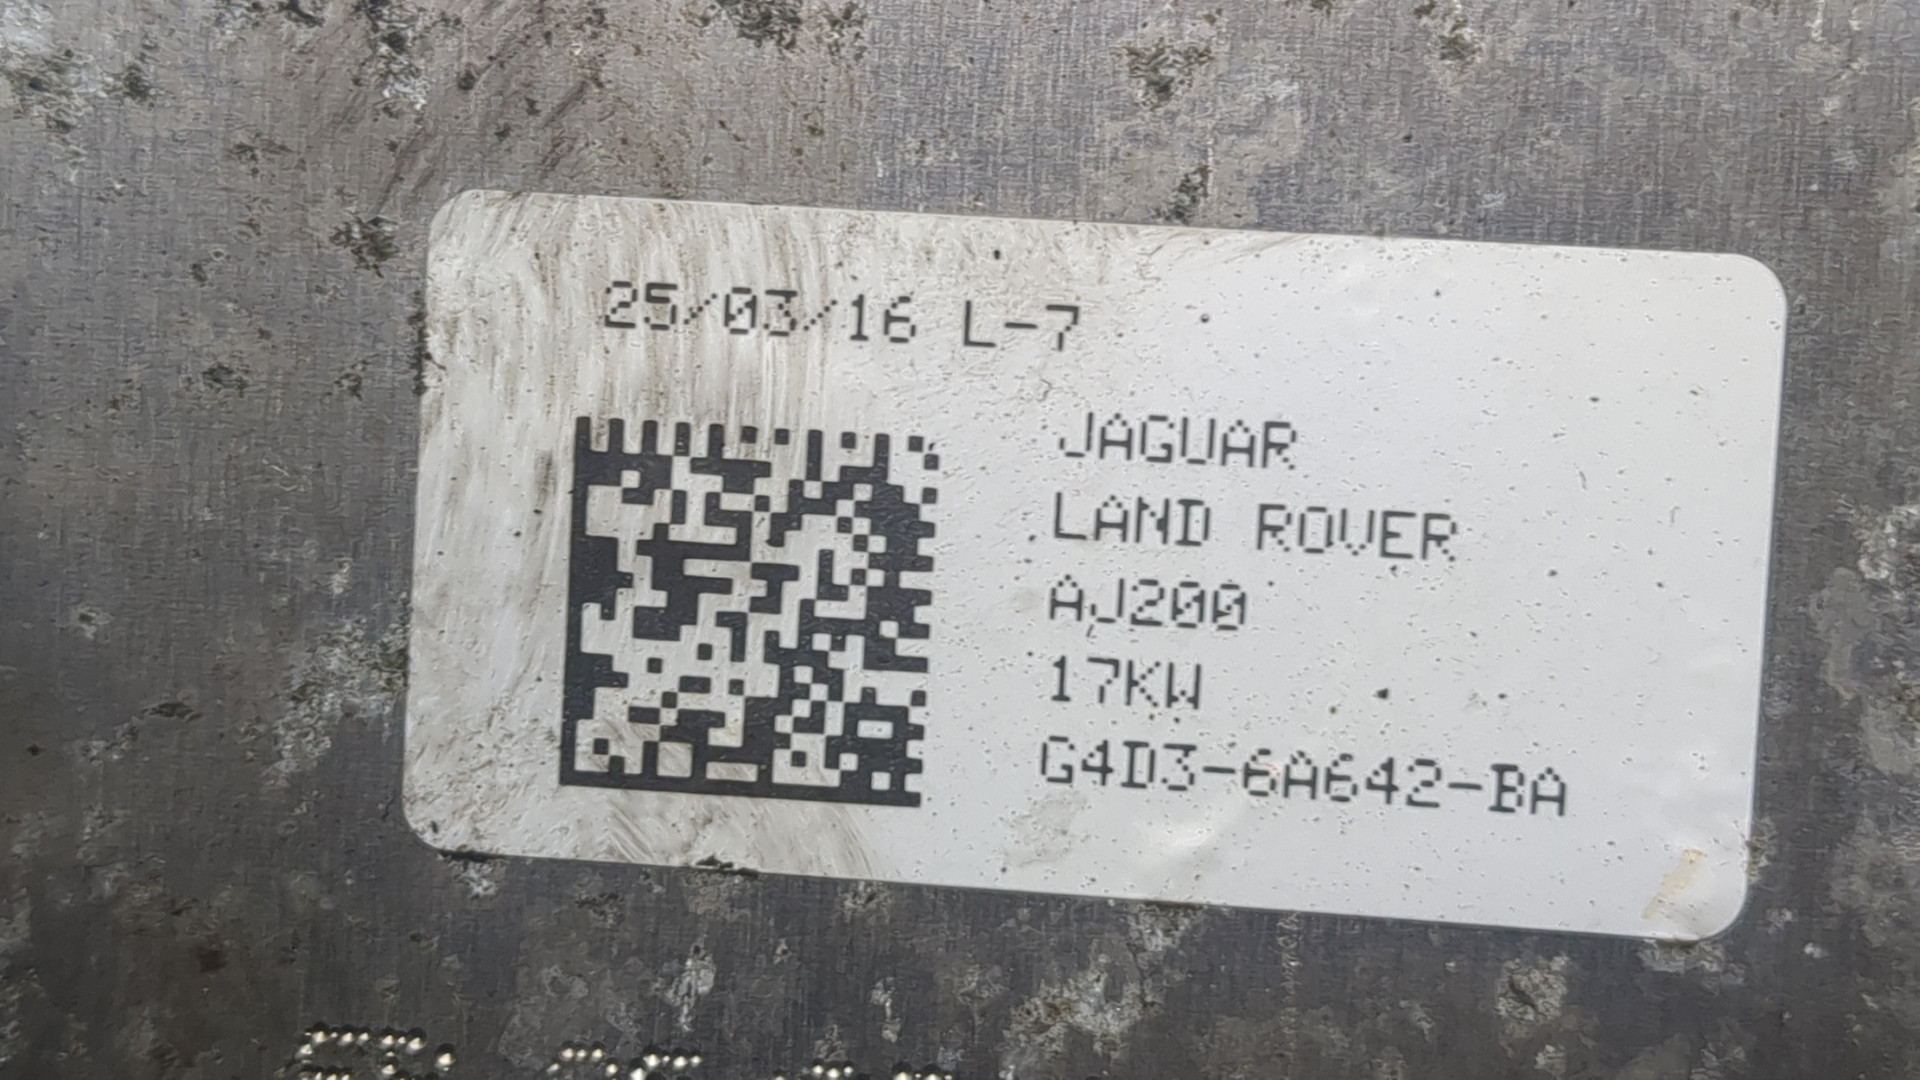 25/03/16 L-7
JAGUAR
LAND ROVER
AJ200
17KW
G4D3-6A642-BA